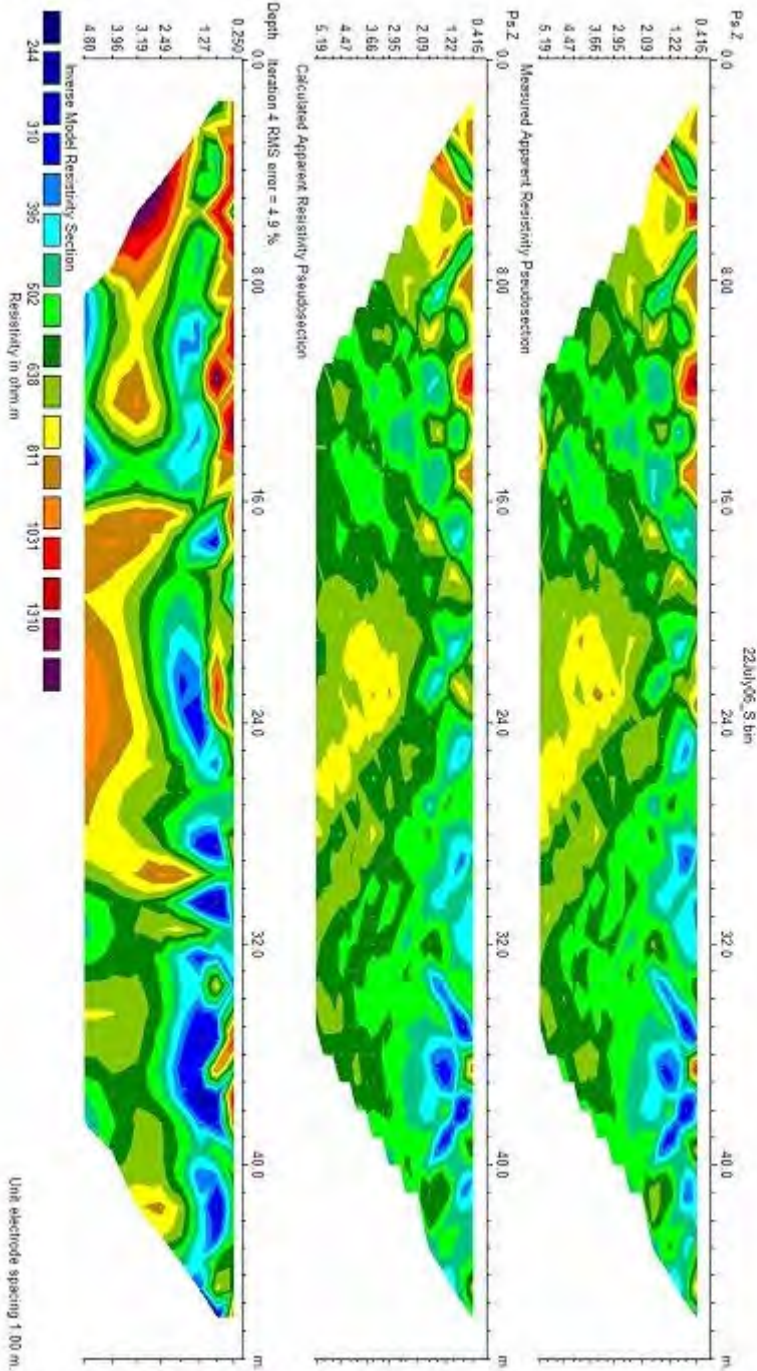 22July06_S.bin
Ps.Z 0.0 8.00 16.0 24.0 32.0 40.0 m.
0.416
1.22
2.09
2.95
3.66
4.47
5.19
Measured Apparent Resistivity Pseudosection
Ps.Z 0.0 8.00 16.0 24.0 32.0 40.0 m.
0.416
1.22
2.09
2.95
3.66
4.47
5.19
Calculated Apparent Resistivity Pseudosection
Depth Iteration 4 RMS error = 4.9 %
0.0 8.00 16.0 24.0 32.0 40.0 m.
0.250
1.27
2.49
3.19
3.96
4.80
Inverse Model Resistivity Section
244 310 395 502 638 811 1031 1310
Resistivity in ohm.m
Unit electrode spacing 1.00 m.